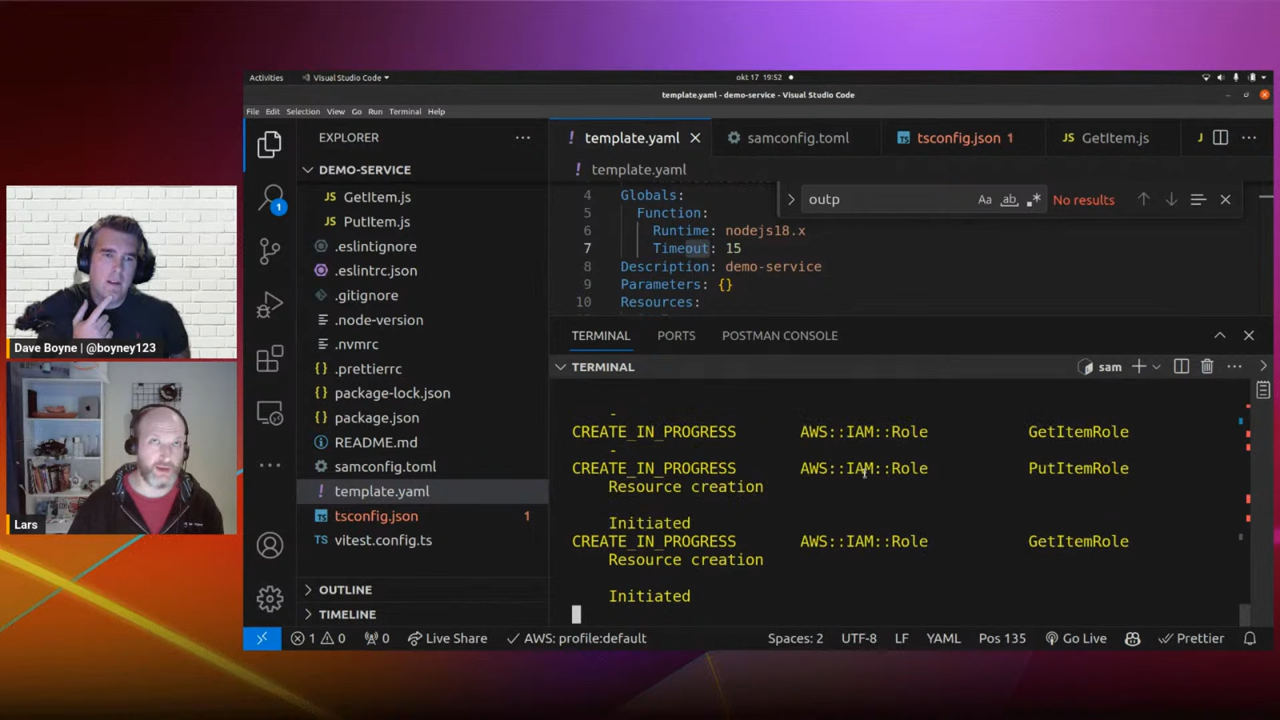 Activities
Visual Studio Code
okt 17 19:52
template.yaml - demo-service - Visual Studio Code
File Edit Selection View Go Run Terminal Help
EXPLORER
DEMO-SERVICE
GetItem.js
PutItem.js
.eslintignore
.eslintrc.json
.gitignore
.node-version
.nvmrc
.prettierrc
package-lock.json
package.json
README.md
samconfig.toml
template.yaml
tsconfig.json 1
vitest.config.ts
OUTLINE
TIMELINE
1
template.yaml
samconfig.toml
tsconfig.json 1
GetItem.js
template.yaml
outp
Aa ab
No results
4 Globals:
5 Function:
6 Runtime: nodejs18.x
7 Timeout: 15
8 Description: demo-service
9 Parameters: {}
10 Resources:
TERMINAL PORTS POSTMAN CONSOLE
TERMINAL
sam
-
CREATE_IN_PROGRESS AWS::IAM::Role GetItemRole
-
CREATE_IN_PROGRESS AWS::IAM::Role PutItemRole
Resource creation
Initiated
CREATE_IN_PROGRESS AWS::IAM::Role GetItemRole
Resource creation
Initiated
1 0 0 Live Share AWS: profile:default Spaces: 2 UTF-8 LF YAML Pos 135 Go Live Prettier
Dave Boyne | @boyney123
Lars